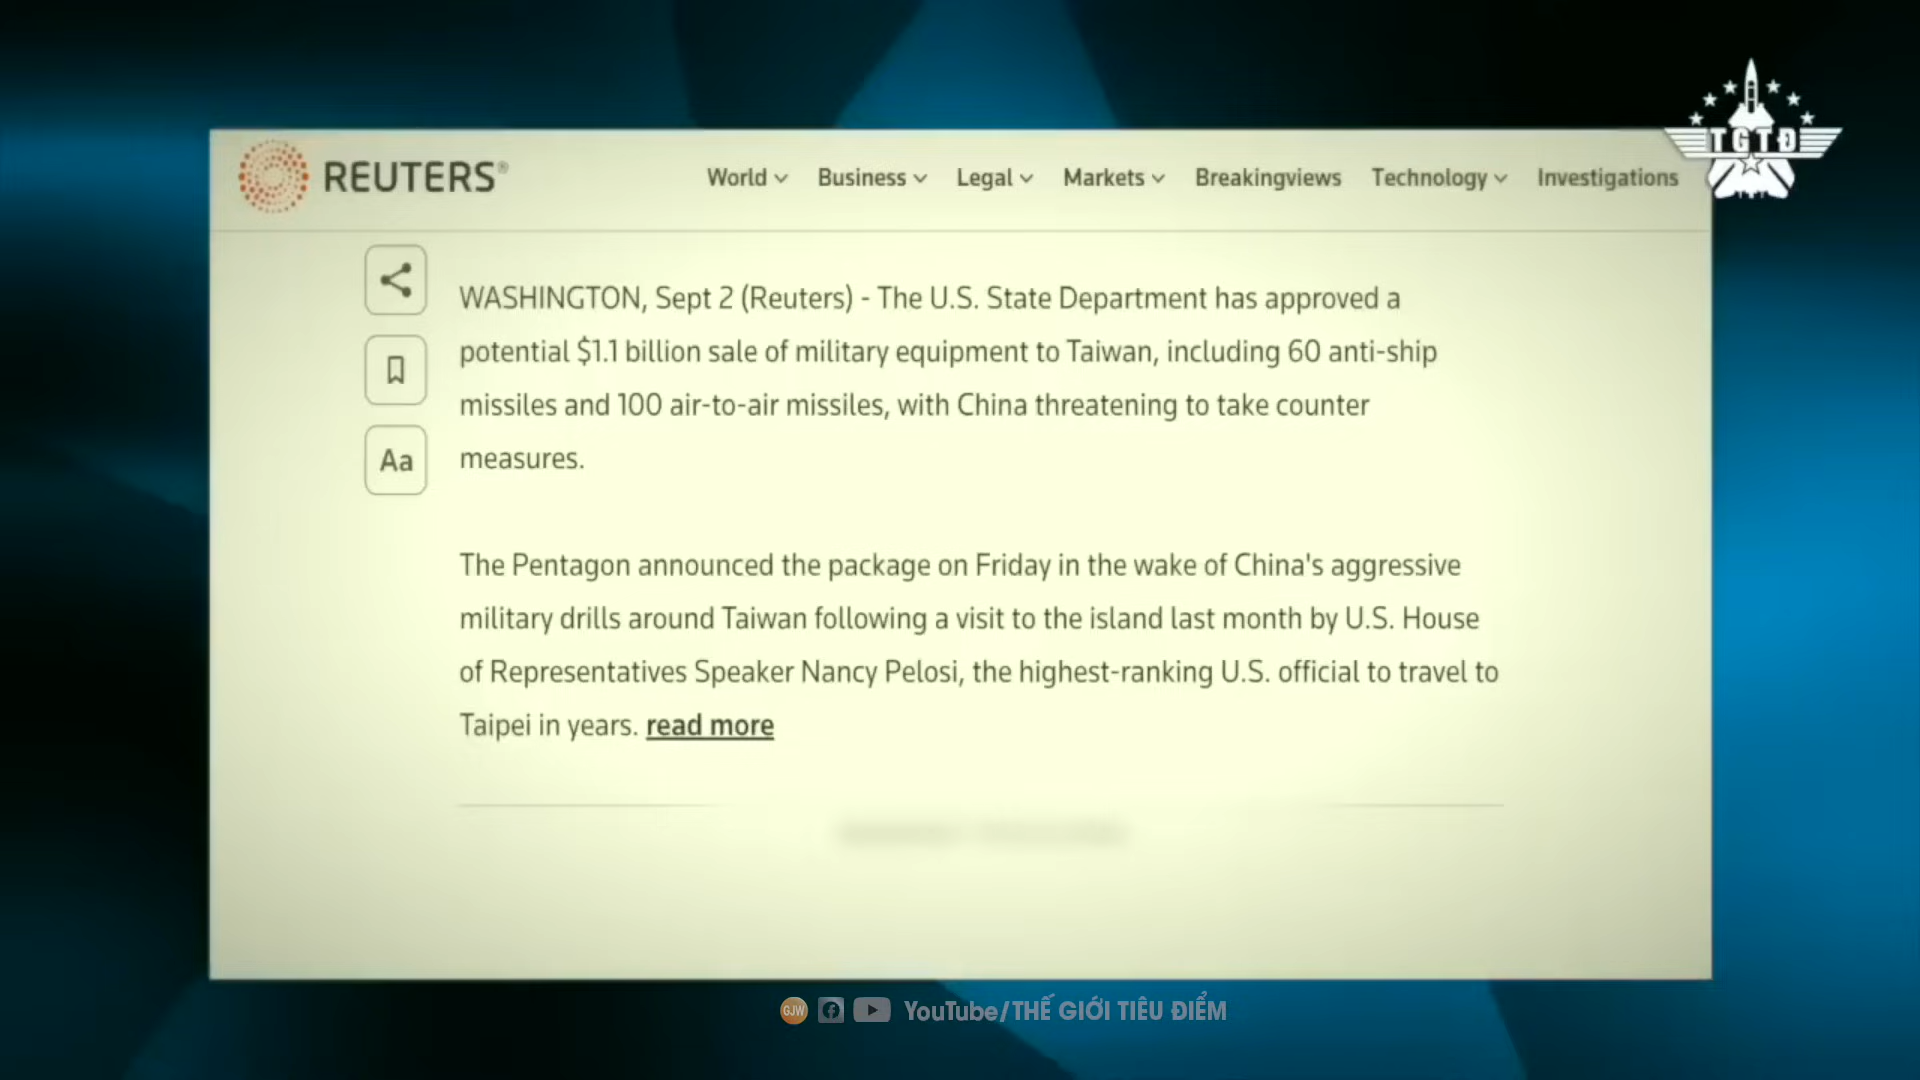 TGTĐ
REUTERS®
World Business Legal Markets Breakingviews Technology Investigations
Aa
WASHINGTON, Sept 2 (Reuters) - The U.S. State Department has approved a
potential $1.1 billion sale of military equipment to Taiwan, including 60 anti-ship
missiles and 100 air-to-air missiles, with China threatening to take counter
measures.
The Pentagon announced the package on Friday in the wake of China's aggressive
military drills around Taiwan following a visit to the island last month by U.S. House
of Representatives Speaker Nancy Pelosi, the highest-ranking U.S. official to travel to
Taipei in years. read more
GJW YouTube/THẾ GIỚI TIÊU ĐIỂM